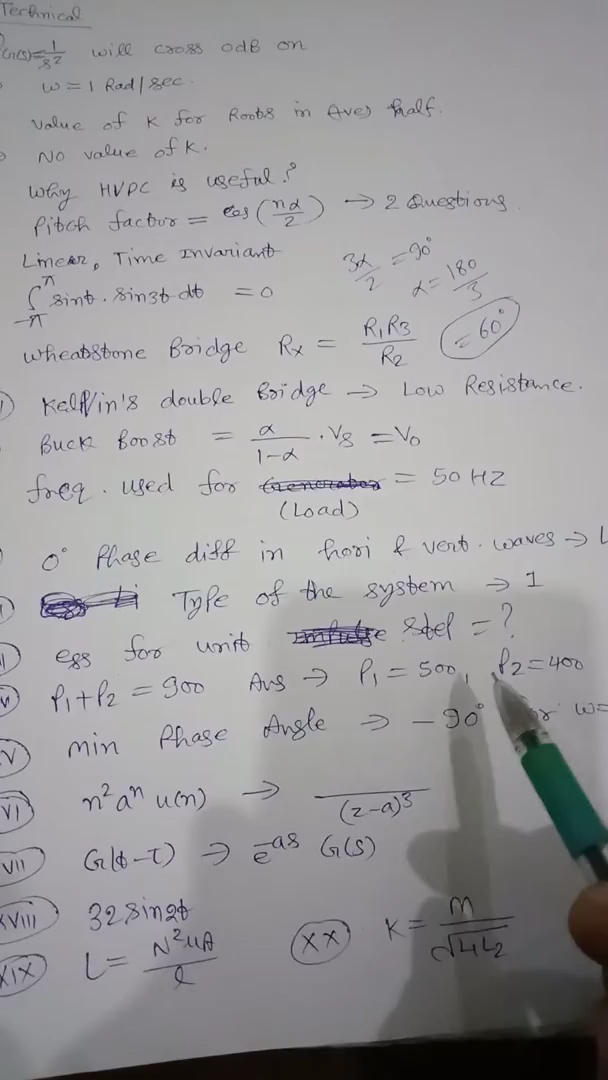 Technical
G(s)=1/s² will cross 0dB on
ω = 1 Rad/sec.
Value of K for Roots in half.
No value of K.
Why HVDC is useful?
Pitch factor = cos(nα/2) → 2 Questions
Linear, Time Invariant
3α/2 = 90°
α = 180/3
= 60°
∫_{-π}^{π} sint . sin3t dt = 0
Wheatstone Bridge Rx = R1R3/R2
Kelvin's double Bridge → Low Resistance.
Buck Boost = α/(1-α) . Vs = Vo
freq. used for = 50 HZ
(Load)
0° Phase diff in hori & vert. waves → L
Type of the system → 1
ess for unit Step = ?
P1+P2 = 900 Ans → P1 = 500, P2 = 400
V min Phase Angle ⇒ -90° or ω=
VI n²aⁿ u(n) → /(z-a)³
VII G(t-T) → e^-as G(s)
XVIII 32 sin2t
XIX L = N²μA/l
XX K = M/√L1L2